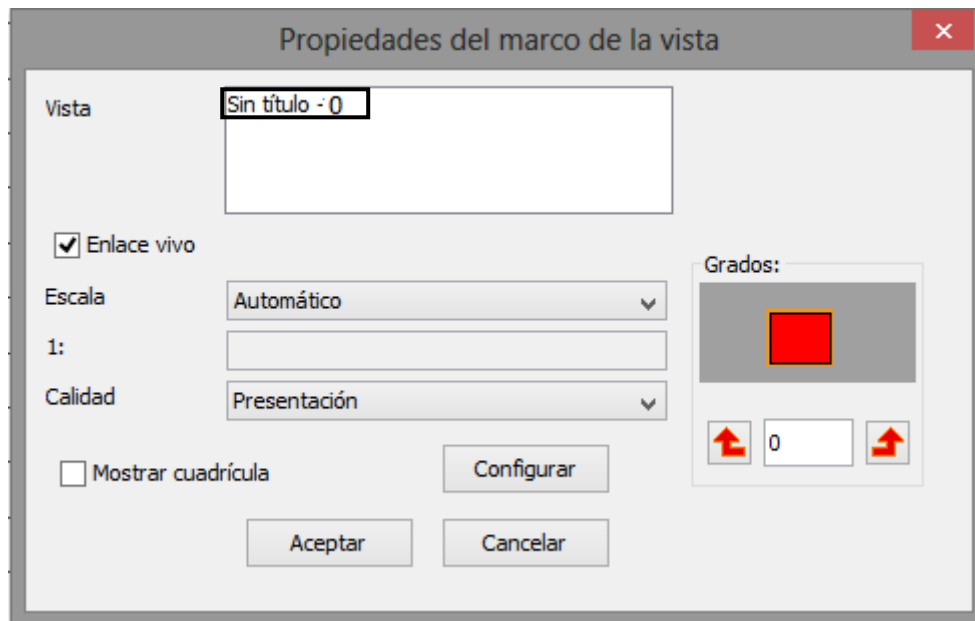 Propiedades del marco de la vista
Vista
Sin título - 0
Enlace vivo
Grados:
Escala
Automático
1:
Calidad
Presentación
0
Mostrar cuadrícula
Configurar
Aceptar
Cancelar